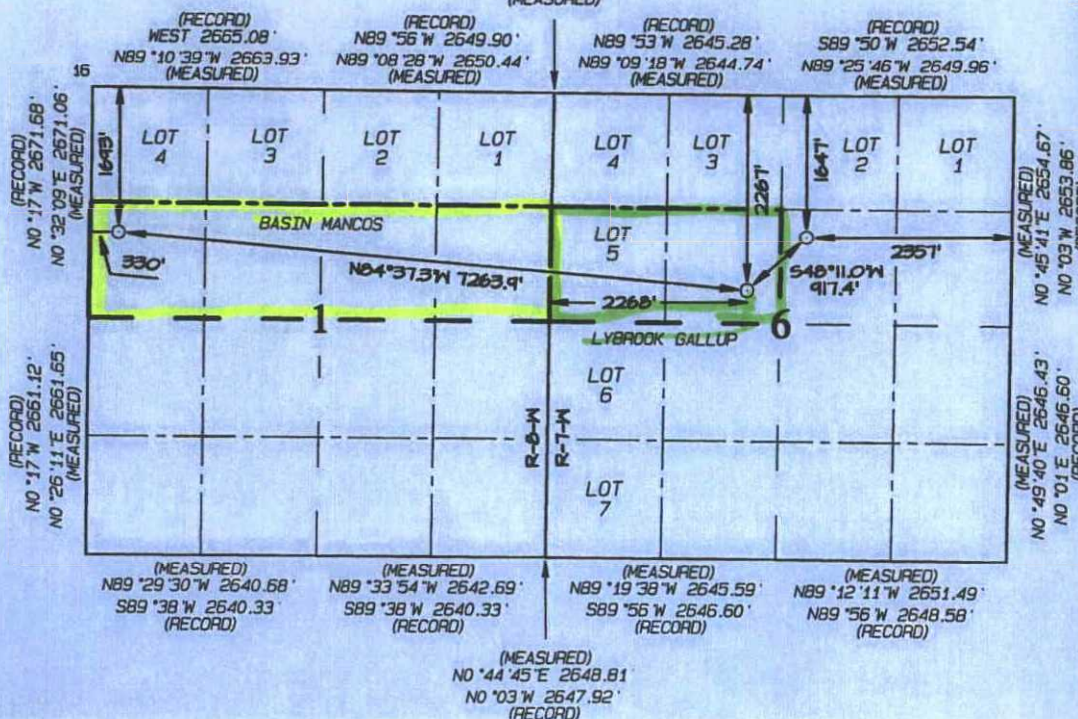 (MEASURED)
(RECORD)
WEST 2665.08'
N89°10'39"W 2663.93'
(MEASURED)
(RECORD)
N89°56'W 2649.90'
N89°08'28"W 2650.44'
(MEASURED)
(RECORD)
N89°53'W 2645.28'
N89°09'18"W 2644.74'
(MEASURED)
(RECORD)
S89°50'W 2652.54'
N89°25'46"W 2649.96'
(MEASURED)
16
(RECORD)
N0°17'W 2671.68'
N0°32'09"E 2671.06'
(MEASURED)
1645'
LOT
4
LOT
3
LOT
2
LOT
1
LOT
4
LOT
3
2267'
1647'
LOT
2
LOT
1
(MEASURED)
N0°45'41"E 2654.67'
N0°03'W 2653.86'
BASIN MANCOS
LOT
5
330'
N84°37.3'W 7263.9'
S48°11.0'W
917.4'
2357'
2268'
1
6
LYBROOK GALLUP
(RECORD)
N0°17'W 2661.12'
N0°26'11"E 2661.65'
(MEASURED)
LOT
6
R-8-W
R-7-W
LOT
7
(MEASURED)
N0°49'40"E 2646.43'
N0°01'E 2646.60'
(RECORD)
(MEASURED)
N89°29'30"W 2640.68'
S89°38'W 2640.33'
(RECORD)
(MEASURED)
N89°33'54"W 2642.69'
S89°38'W 2640.33'
(RECORD)
(MEASURED)
N89°19'38"W 2645.59'
S89°56'W 2646.60'
(RECORD)
(MEASURED)
N89°12'11"W 2651.49'
N89°56'W 2648.58'
(RECORD)
(MEASURED)
N0°44'45"E 2648.81'
N0°03'W 2647.92'
(RECORD)